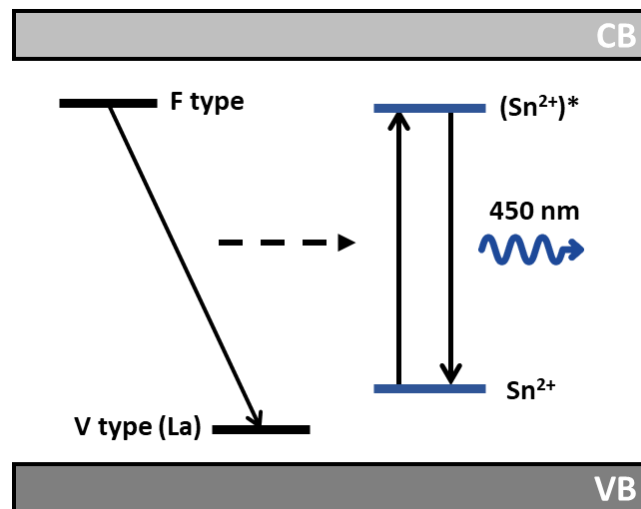 CB
F type
(Sn²⁺)*
450 nm
Sn²⁺
V type (La)
VB